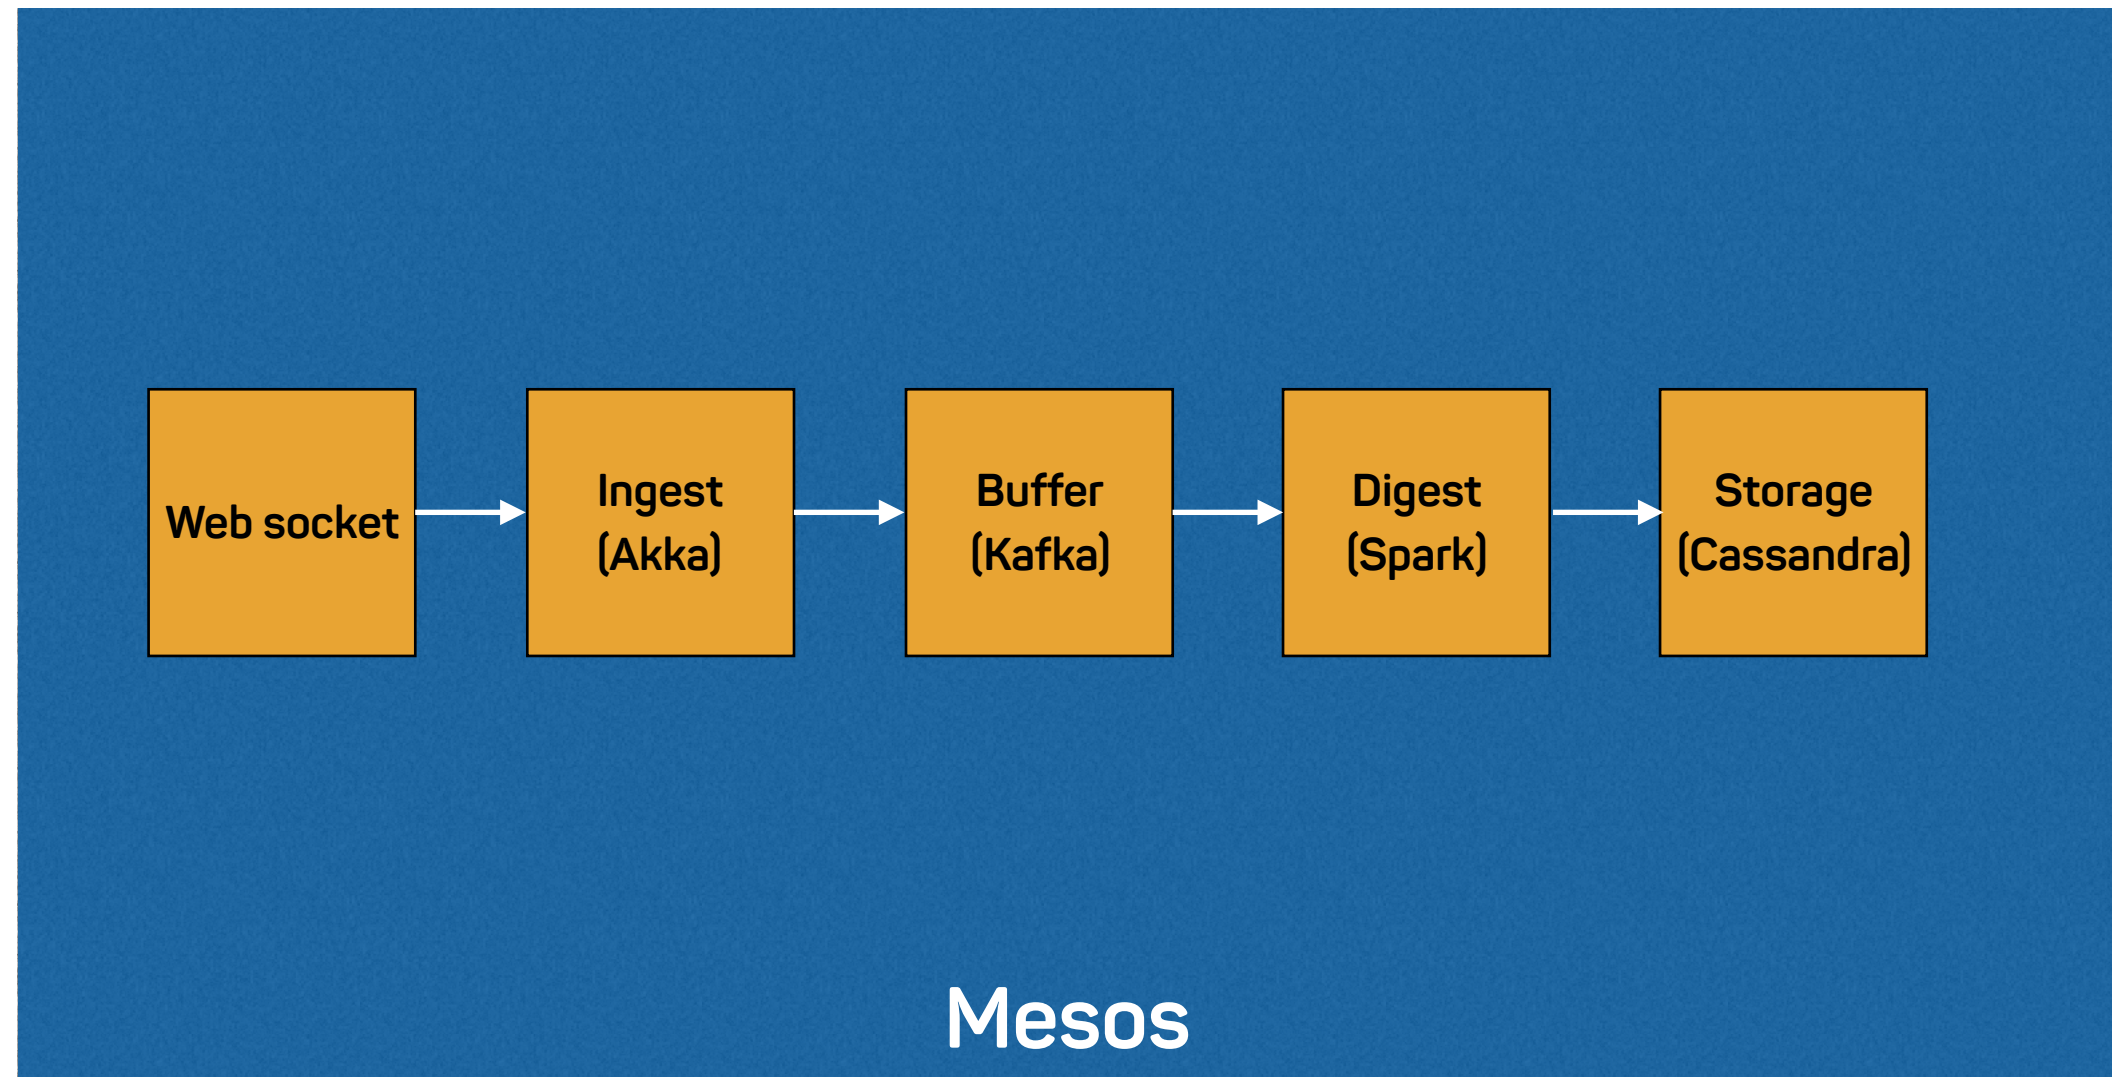 Web socket
Ingest
(Akka)
Buffer
(Kafka)
Digest
(Spark)
Storage
(Cassandra)
Mesos